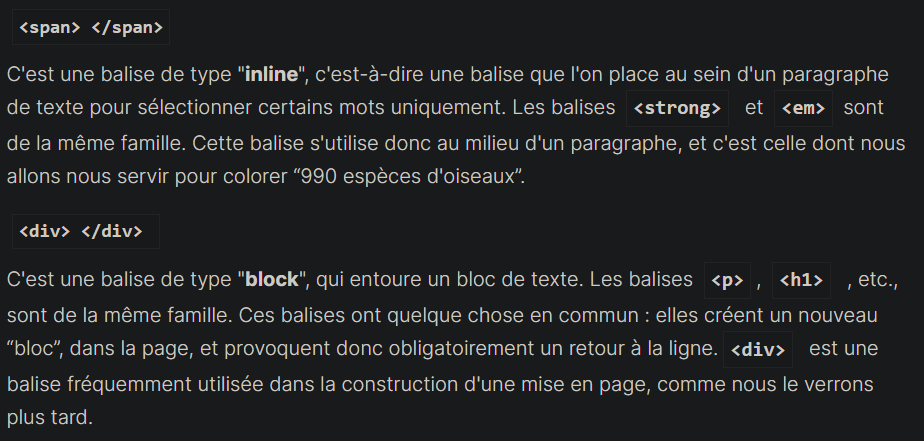 <span> </span>
C'est une balise de type "inline", c'est-à-dire une balise que l'on place au sein d'un paragraphe
de texte pour sélectionner certains mots uniquement. Les balises <strong> et <em> sont
de la même famille. Cette balise s'utilise donc au milieu d'un paragraphe, et c'est celle dont nous
allons nous servir pour colorer “990 espèces d'oiseaux”.
<div> </div>
C'est une balise de type "block", qui entoure un bloc de texte. Les balises <p> , <h1> , etc.,
sont de la même famille. Ces balises ont quelque chose en commun : elles créent un nouveau
“bloc”, dans la page, et provoquent donc obligatoirement un retour à la ligne. <div> est une
balise fréquemment utilisée dans la construction d'une mise en page, comme nous le verrons
plus tard.